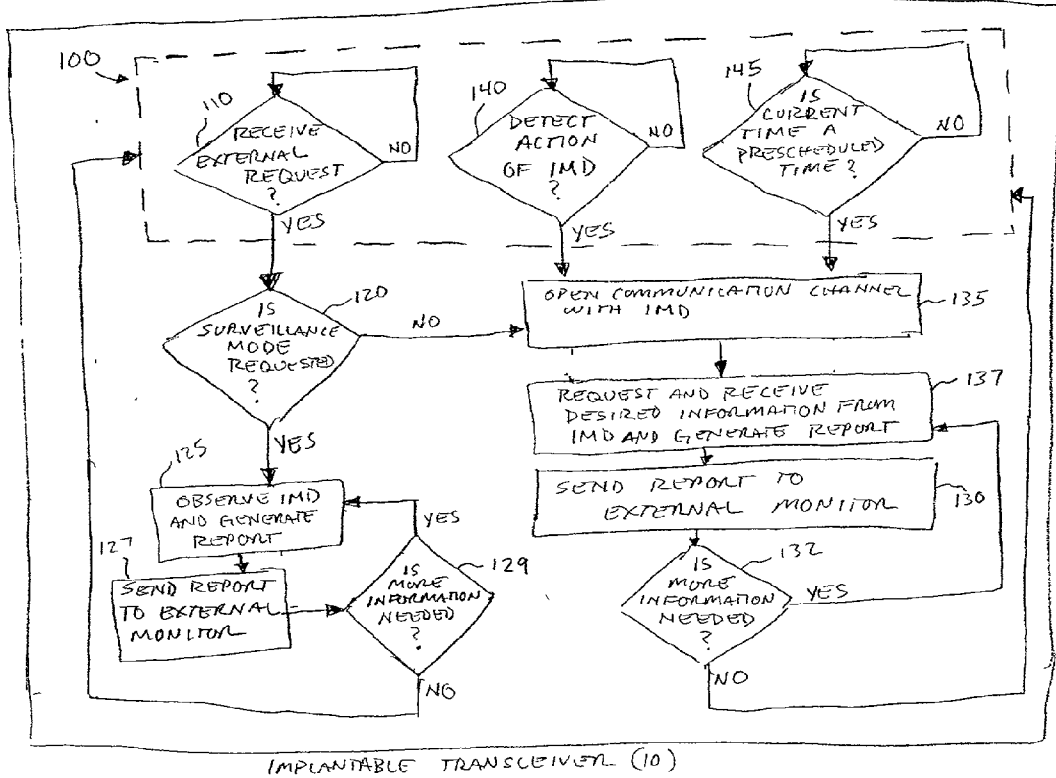 100
110
RECEIVE
EXTERNAL
REQUEST
?
NO
YES
140
DETECT
ACTION
OF IMD
?
NO
YES
145
IS
CURRENT
TIME A
PRESCHEDULED
TIME?
NO
YES
120
IS
SURVEILLANCE
MODE
REQUESTED
?
NO
YES
OPEN COMMUNICATION CHANNEL
WITH IMD
135
REQUEST AND RECEIVE
DESIRED INFORMATION FROM
IMD AND GENERATE REPORT
137
125
OBSERVE IMD
AND GENERATE
REPORT
YES
SEND REPORT TO
EXTERNAL MONITOR
130
127
SEND REPORT
TO EXTERNAL
MONITOR
129
IS
MORE
INFORMATION
NEEDED
?
NO
132
IS
MORE
INFORMATION
NEEDED
?
YES
NO
IMPLANTABLE TRANSCEIVER (10)